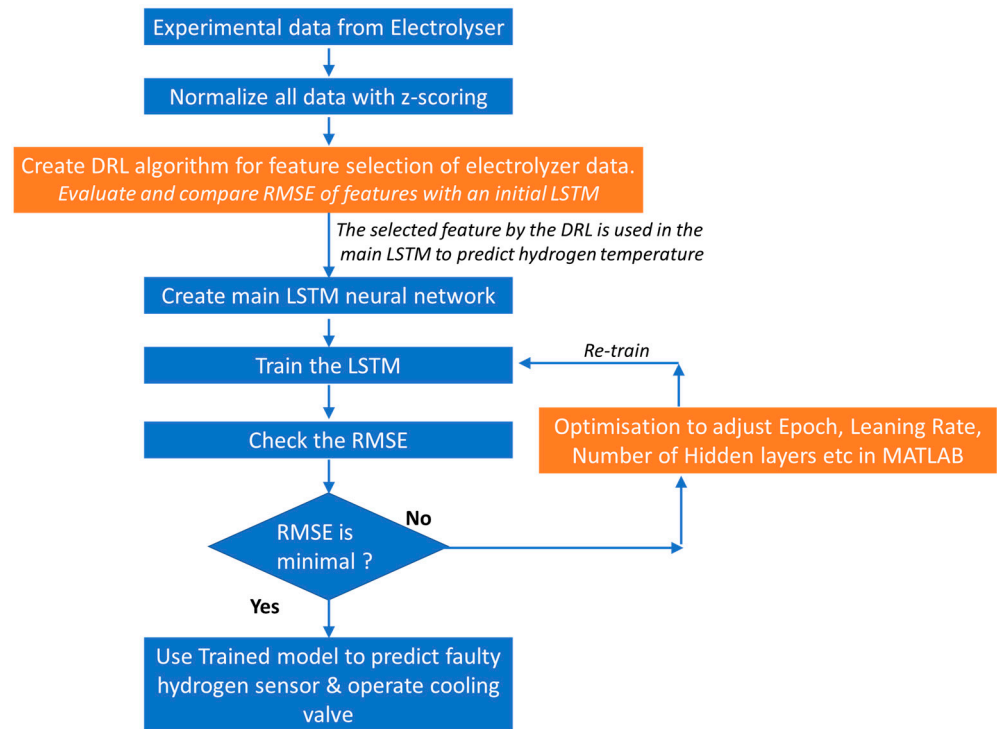 Experimental data from Electrolyser
Normalize all data with z-scoring
Create DRL algorithm for feature selection of electrolyzer data.
Evaluate and compare RMSE of features with an initial LSTM
The selected feature by the DRL is used in the
main LSTM to predict hydrogen temperature
Create main LSTM neural network
Train the LSTM
Re-train
Check the RMSE
Optimisation to adjust Epoch, Leaning Rate,
Number of Hidden layers etc in MATLAB
RMSE is
minimal ?
No
Yes
Use Trained model to predict faulty
hydrogen sensor & operate cooling
valve